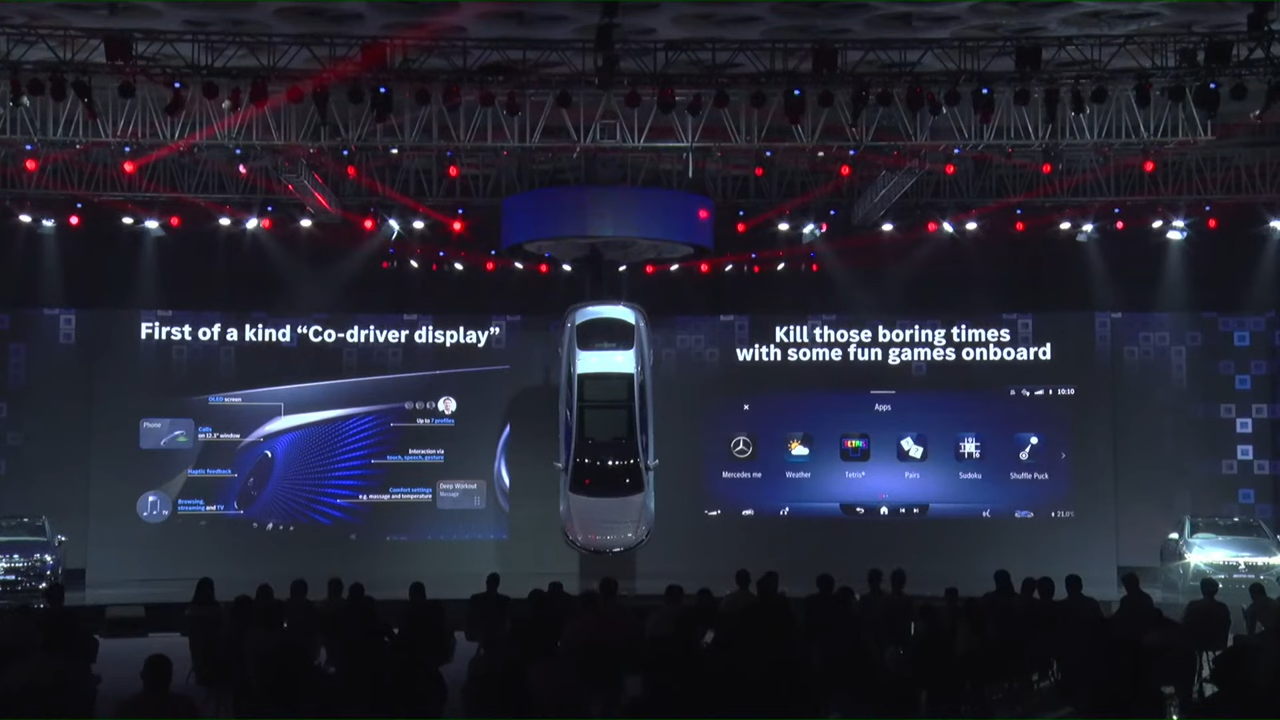 First of a kind “Co-driver display”
OLED screen
Phone
Calls
on 12.3" window
Up to 7 profiles
Interaction via
touch, speech, gesture
Haptic feedback
Comfort settings
e.g. massage and temperature
Deep Workout
Massage
Browsing,
streaming and TV
TV
Kill those boring times
with some fun games onboard
10:10
Apps
TETRIS
Mercedes me
Weather
Tetris®
Pairs
Sudoku
Shuffle Puck
21.0°